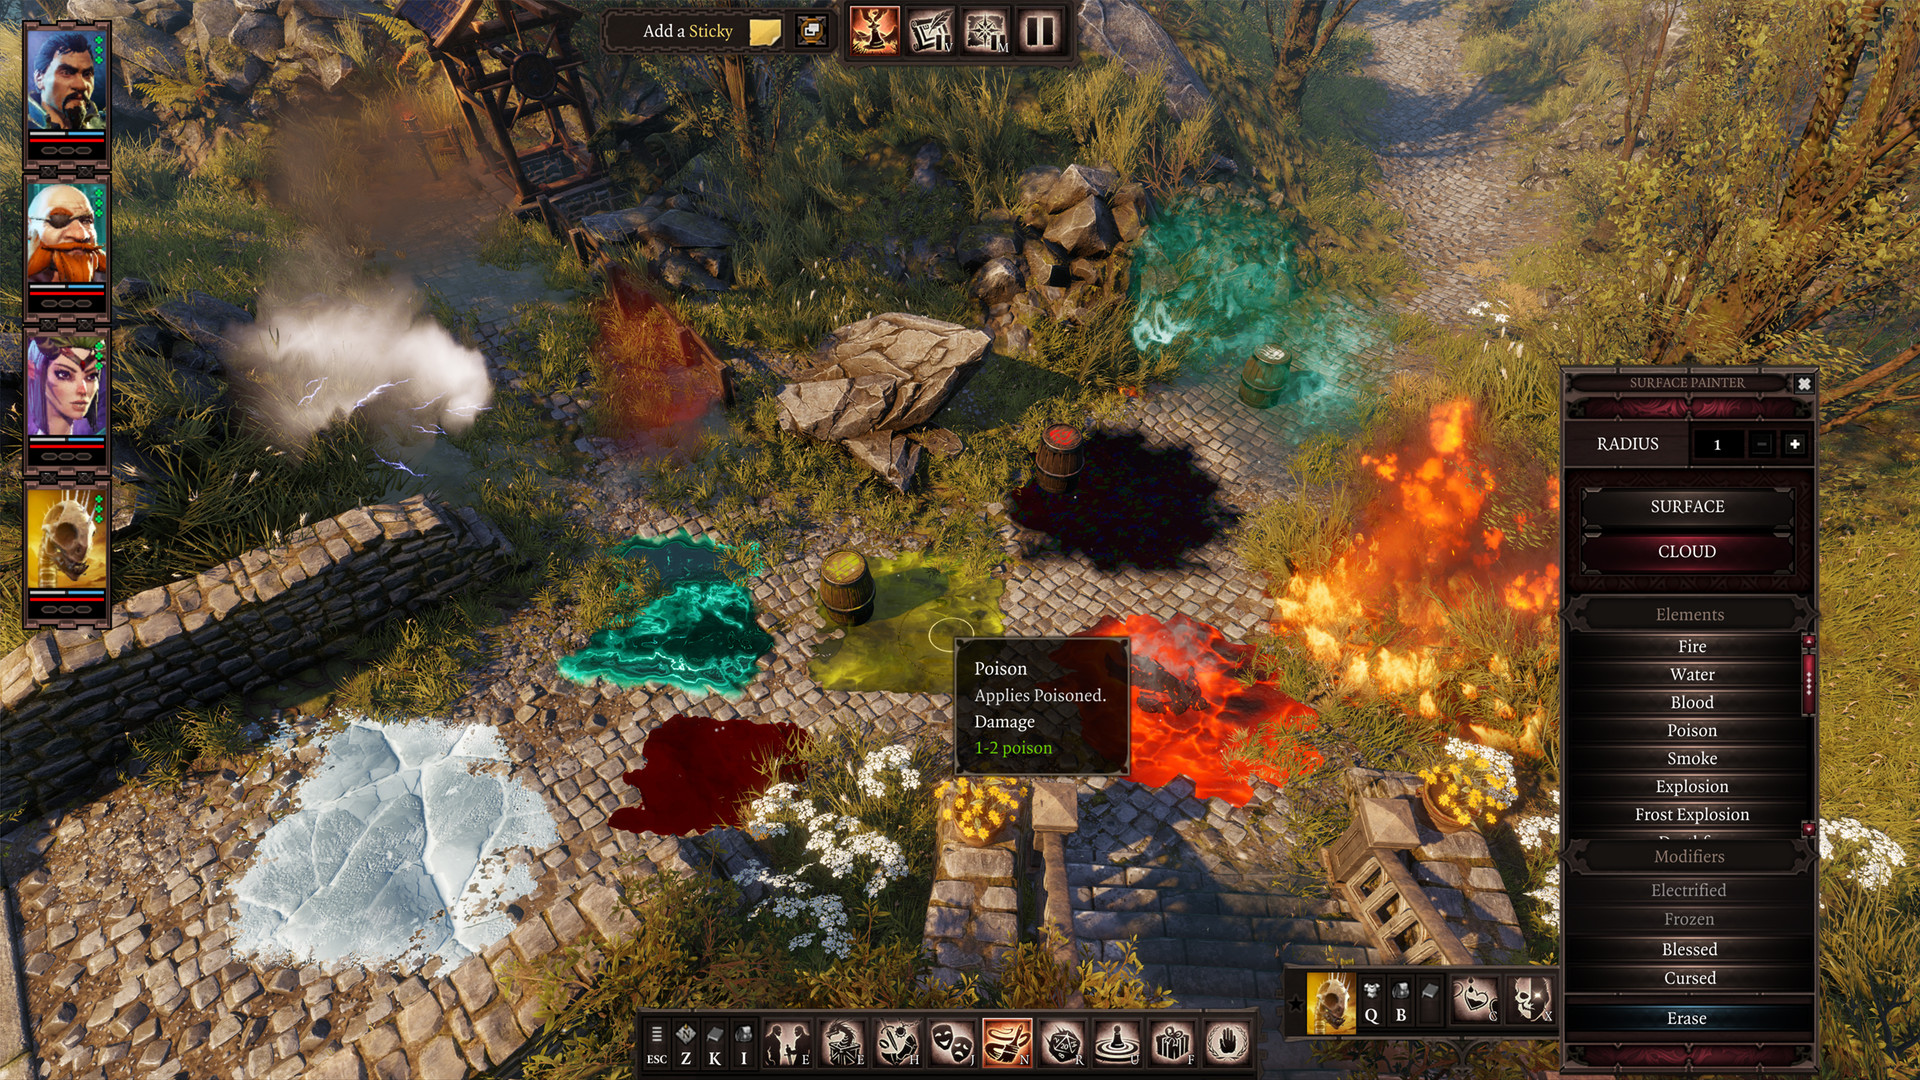 Add a Sticky
M
SURFACE PAINTER
RADIUS
1
SURFACE
CLOUD
Elements
Fire
Water
Blood
Poison
Smoke
Explosion
Frost Explosion
Modifiers
Electrified
Frozen
Blessed
Cursed
Erase
Poison
Applies Poisoned.
Damage
1-2 poison
Q
B
C
X
ESC
Z
K
I
E
E
H
J
N
R
U
F